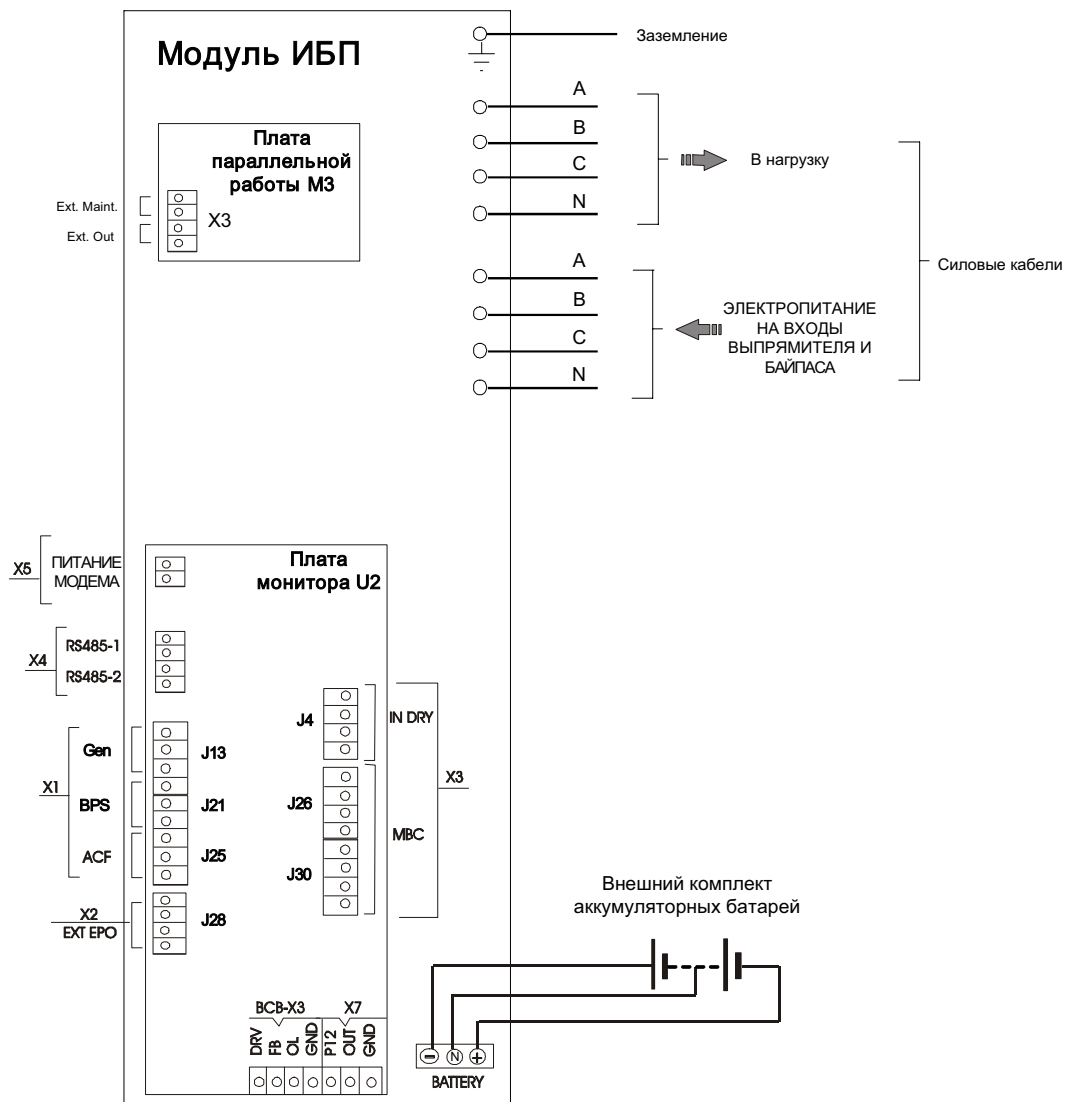 Модуль ИБП
Заземление
A
B
C
N
В нагрузку
Плата
параллельной
работы М3
Ext. Maint.
Ext. Out
X3
A
B
C
N
ЭЛЕКТРОПИТАНИЕ
НА ВХОДЫ
ВЫПРЯМИТЕЛЯ И
БАЙПАСА
Силовые кабели
X5
ПИТАНИЕ
МОДЕМА
Плата
монитора U2
X4
RS485-1
RS485-2
X1
Gen
J13
BPS
J21
ACF
J25
X2
EXT EPO
J28
J4
IN DRY
J26
J30
MBC
X3
Внешний комплект
аккумуляторных батарей
BCB-X3
X7
DRV
FB
OL
GND
P12
OUT
GND
N
BATTERY